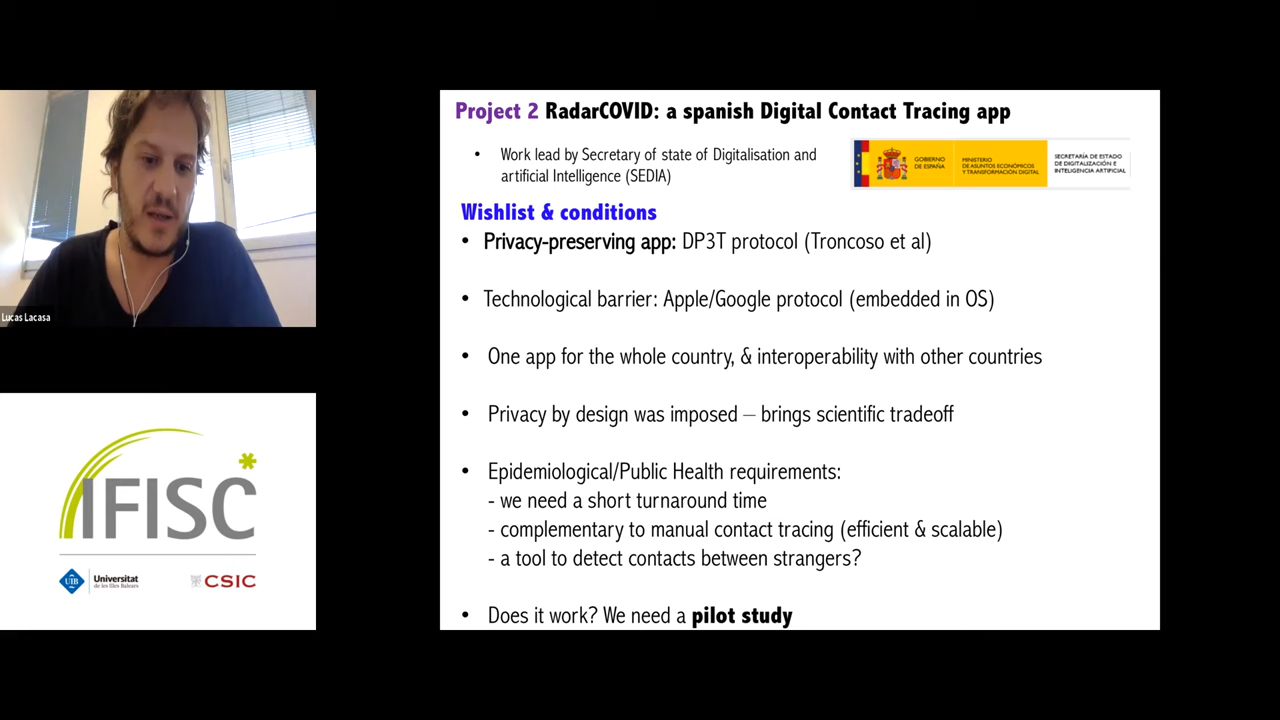 Project 2 RadarCOVID: a spanish Digital Contact Tracing app
• Work lead by Secretary of state of Digitalisation and
artificial Intelligence (SEDIA)
GOBIERNO
DE ESPAÑA
MINISTERIO
DE ASUNTOS ECONÓMICOS
Y TRANSFORMACIÓN DIGITAL
SECRETARÍA DE ESTADO
DE DIGITALIZACIÓN E
INTELIGENCIA ARTIFICIAL
Wishlist & conditions
• Privacy-preserving app: DP3T protocol (Troncoso et al)
• Technological barrier: Apple/Google protocol (embedded in OS)
• One app for the whole country, & interoperability with other countries
• Privacy by design was imposed – brings scientific tradeoff
• Epidemiological/Public Health requirements:
- we need a short turnaround time
- complementary to manual contact tracing (efficient & scalable)
- a tool to detect contacts between strangers?
• Does it work? We need a pilot study
Lucas Lacasa
IFISC
UIB
Universitat
de les Illes Balears
CSIC